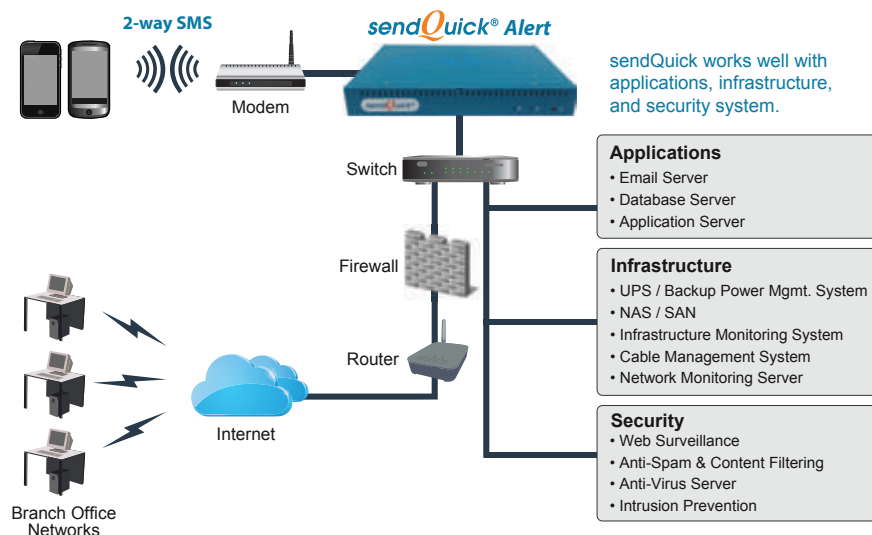 2-way SMS
sendQuick® Alert
sendQuick®
Modem
sendQuick works well with
applications, infrastructure,
and security system.
Switch
Applications
• Email Server
• Database Server
• Application Server
Firewall
Infrastructure
• UPS / Backup Power Mgmt. System
• NAS / SAN
• Infrastructure Monitoring System
• Cable Management System
• Network Monitoring Server
Router
Internet
Security
• Web Surveillance
• Anti-Spam & Content Filtering
• Anti-Virus Server
• Intrusion Prevention
Branch Office
Networks